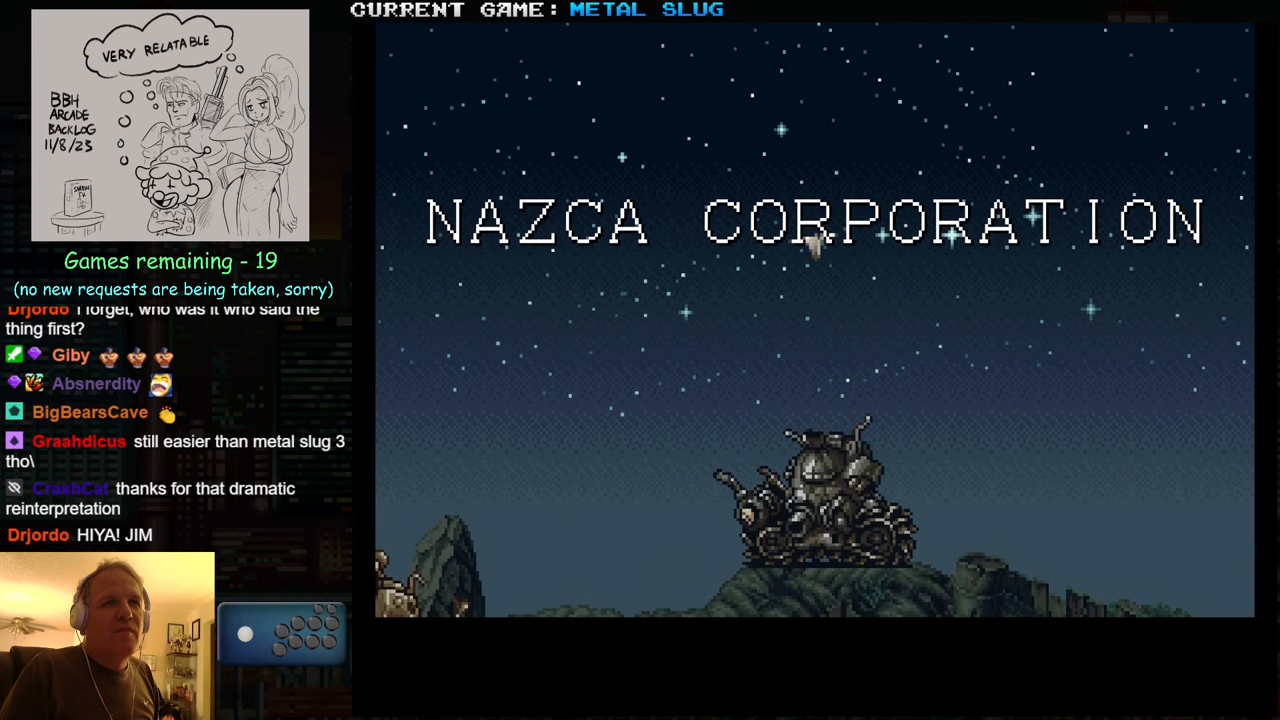 CURRENT GAME: METAL SLUG
VERY RELATABLE
BBH
ARCADE
BACKLOG
11/8/23
NAZCA CORPORATION
Games remaining - 19
(no new requests are being taken, sorry)
Drjordo I forget, who was it who said the
thing first?
Giby
Absnerdity
BigBearsCave
Graahdicus still easier than metal slug 3
tho\
CrashCat thanks for that dramatic
reinterpretation
Drjordo HIYA! JIM